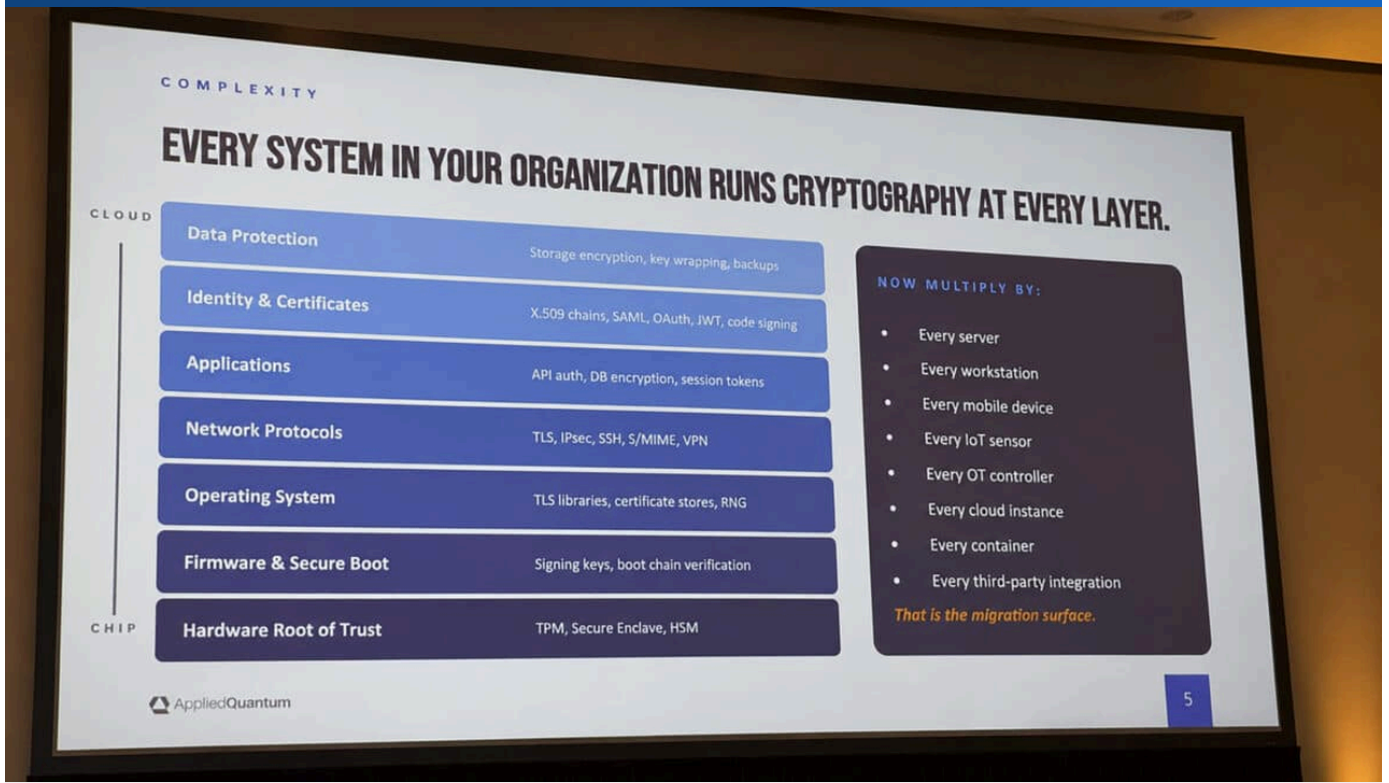 COMPLEXITY
EVERY SYSTEM IN YOUR ORGANIZATION RUNS CRYPTOGRAPHY AT EVERY LAYER.
CLOUD
Data Protection
Storage encryption, key wrapping, backups
Identity & Certificates
X.509 chains, SAML, OAuth, JWT, code signing
Applications
API auth, DB encryption, session tokens
Network Protocols
TLS, IPsec, SSH, S/MIME, VPN
Operating System
TLS libraries, certificate stores, RNG
Firmware & Secure Boot
Signing keys, boot chain verification
CHIP
Hardware Root of Trust
TPM, Secure Enclave, HSM
NOW MULTIPLY BY:
• Every server
• Every workstation
• Every mobile device
• Every IoT sensor
• Every OT controller
• Every cloud instance
• Every container
• Every third-party integration
That is the migration surface.
AppliedQuantum
5